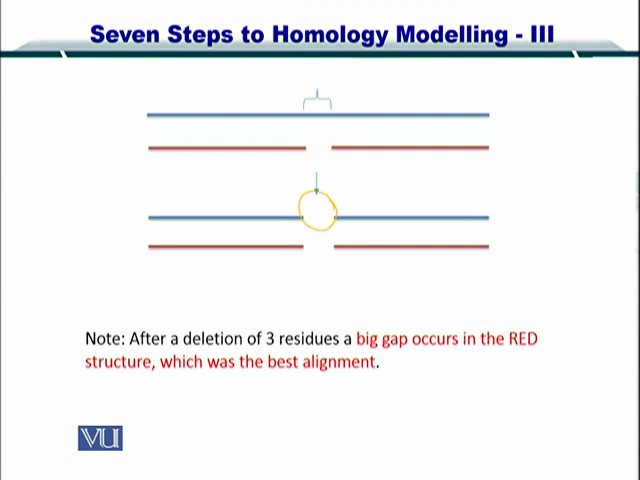 Seven Steps to Homology Modelling - III
Note: After a deletion of 3 residues a big gap occurs in the RED
structure, which was the best alignment.
VU